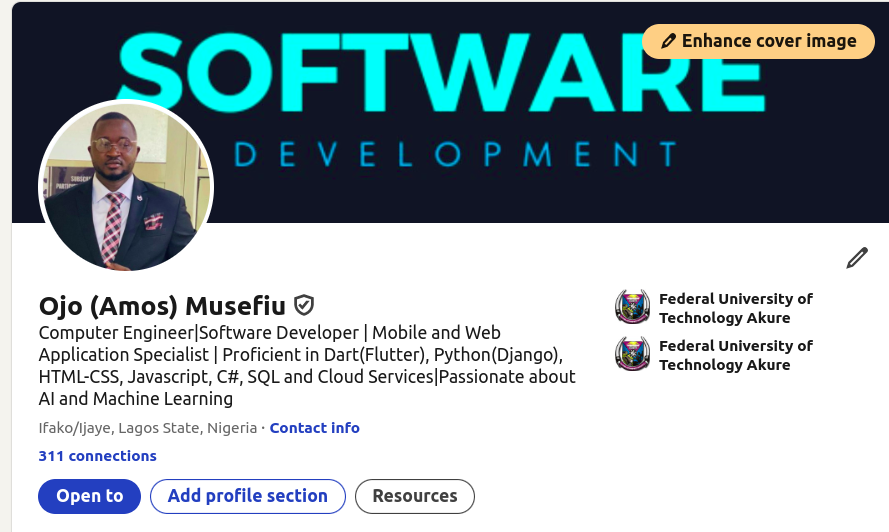 SOFTWARE
DEVELOPMENT
Enhance cover image
Ojo (Amos) Musefiu
Computer Engineer|Software Developer | Mobile and Web
Application Specialist | Proficient in Dart(Flutter), Python(Django),
HTML-CSS, Javascript, C#, SQL and Cloud Services|Passionate about
AI and Machine Learning
Ifako/Ijaye, Lagos State, Nigeria · Contact info
311 connections
Open to
Add profile section
Resources
Federal University of
Technology Akure
Federal University of
Technology Akure